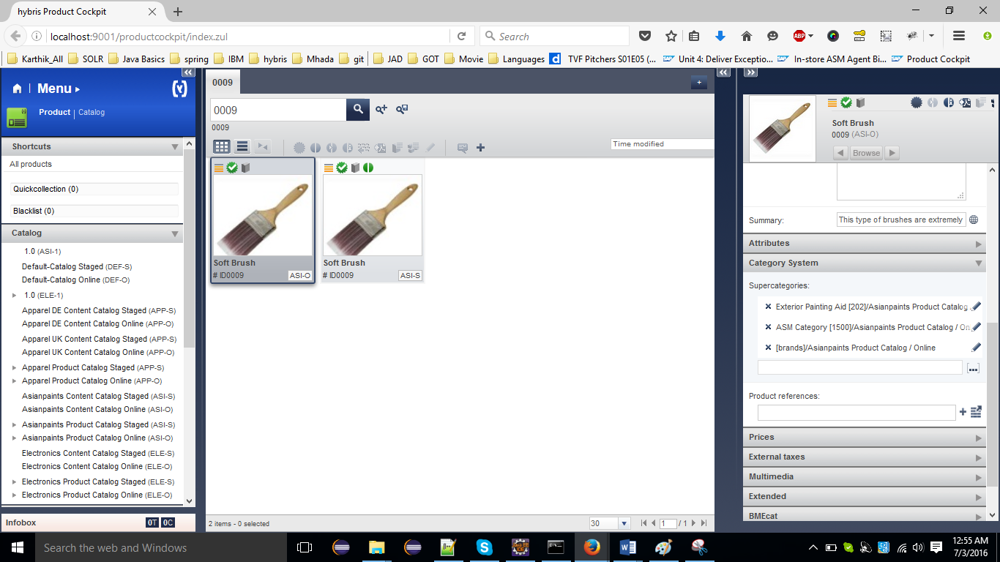 hybris Product Cockpit
localhost:9001/productcockpit/index.zul
Search
ABP
Karthik_All SOLR Java Basics spring IBM hybris Mhada git JAD GOT Movie Languages d TVF Pitchers S01E05 (... Unit 4: Deliver Exceptio... In-store ASM Agent Bi... Product Cockpit
Menu
Product | Catalog
Shortcuts
All products
Quickcollection (0)
Blacklist (0)
Catalog
1.0 (ASI-1)
Default-Catalog Staged (DEF-S)
Default-Catalog Online (DEF-O)
1.0 (ELE-1)
Apparel DE Content Catalog Staged (APP-S)
Apparel DE Content Catalog Online (APP-O)
Apparel UK Content Catalog Staged (APP-S)
Apparel UK Content Catalog Online (APP-O)
Apparel Product Catalog Staged (APP-S)
Apparel Product Catalog Online (APP-O)
Asianpaints Content Catalog Staged (ASI-S)
Asianpaints Content Catalog Online (ASI-O)
Asianpaints Product Catalog Staged (ASI-S)
Asianpaints Product Catalog Online (ASI-O)
Electronics Content Catalog Staged (ELE-S)
Electronics Content Catalog Online (ELE-O)
Electronics Product Catalog Staged (ELE-S)
Electronics Product Catalog Online (ELE-O)
Infobox 0T 0C
0009
0009
0009
Time modified
Soft Brush
# ID0009 ASI-O
Soft Brush
# ID0009 ASI-S
2 items - 0 selected
30
1 / 1
Soft Brush
0009 (ASI-O)
Browse
Summary: This type of brushes are extremely
Attributes
Category System
Supercategories:
Exterior Painting Aid [202]/Asianpaints Product Catalog
ASM Category [1500]/Asianpaints Product Catalog / On
[brands]/Asianpaints Product Catalog / Online
...
Product references:
Prices
External taxes
Multimedia
Extended
BMEcat
Search the web and Windows
12:55 AM
7/3/2016